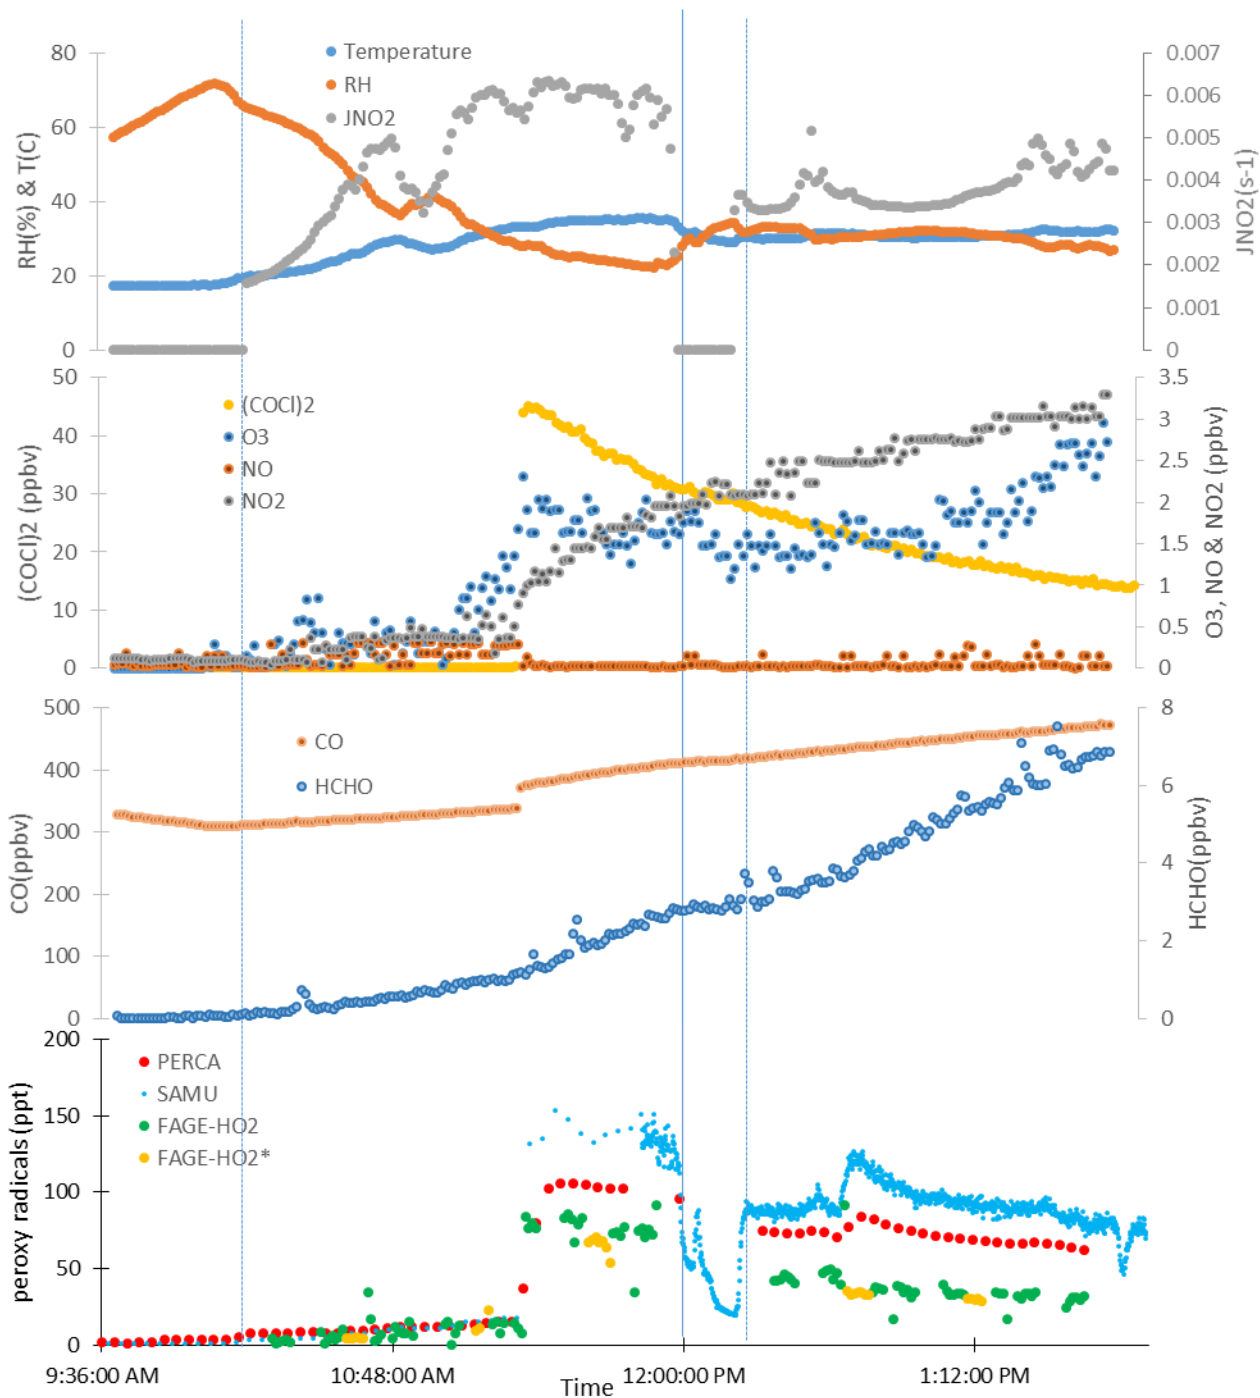 80
60
40
20
0
RH(%) & T(C)
Temperature
RH
JNO2
0.007
0.006
0.005
0.004
0.003
0.002
0.001
0
JNO2(s-1)
50
40
30
20
10
0
(COCl)2 (ppbv)
(COCl)2
O3
NO
NO2
3.5
3
2.5
2
1.5
1
0.5
0
O3, NO & NO2 (ppbv)
500
400
300
200
100
0
CO(ppbv)
CO
HCHO
8
6
4
2
0
HCHO(ppbv)
200
150
100
50
0
peroxy radicals (ppt)
PERCA
SAMU
FAGE-HO2
FAGE-HO2*
9:36:00 AM
10:48:00 AM
12:00:00 PM
1:12:00 PM
Time